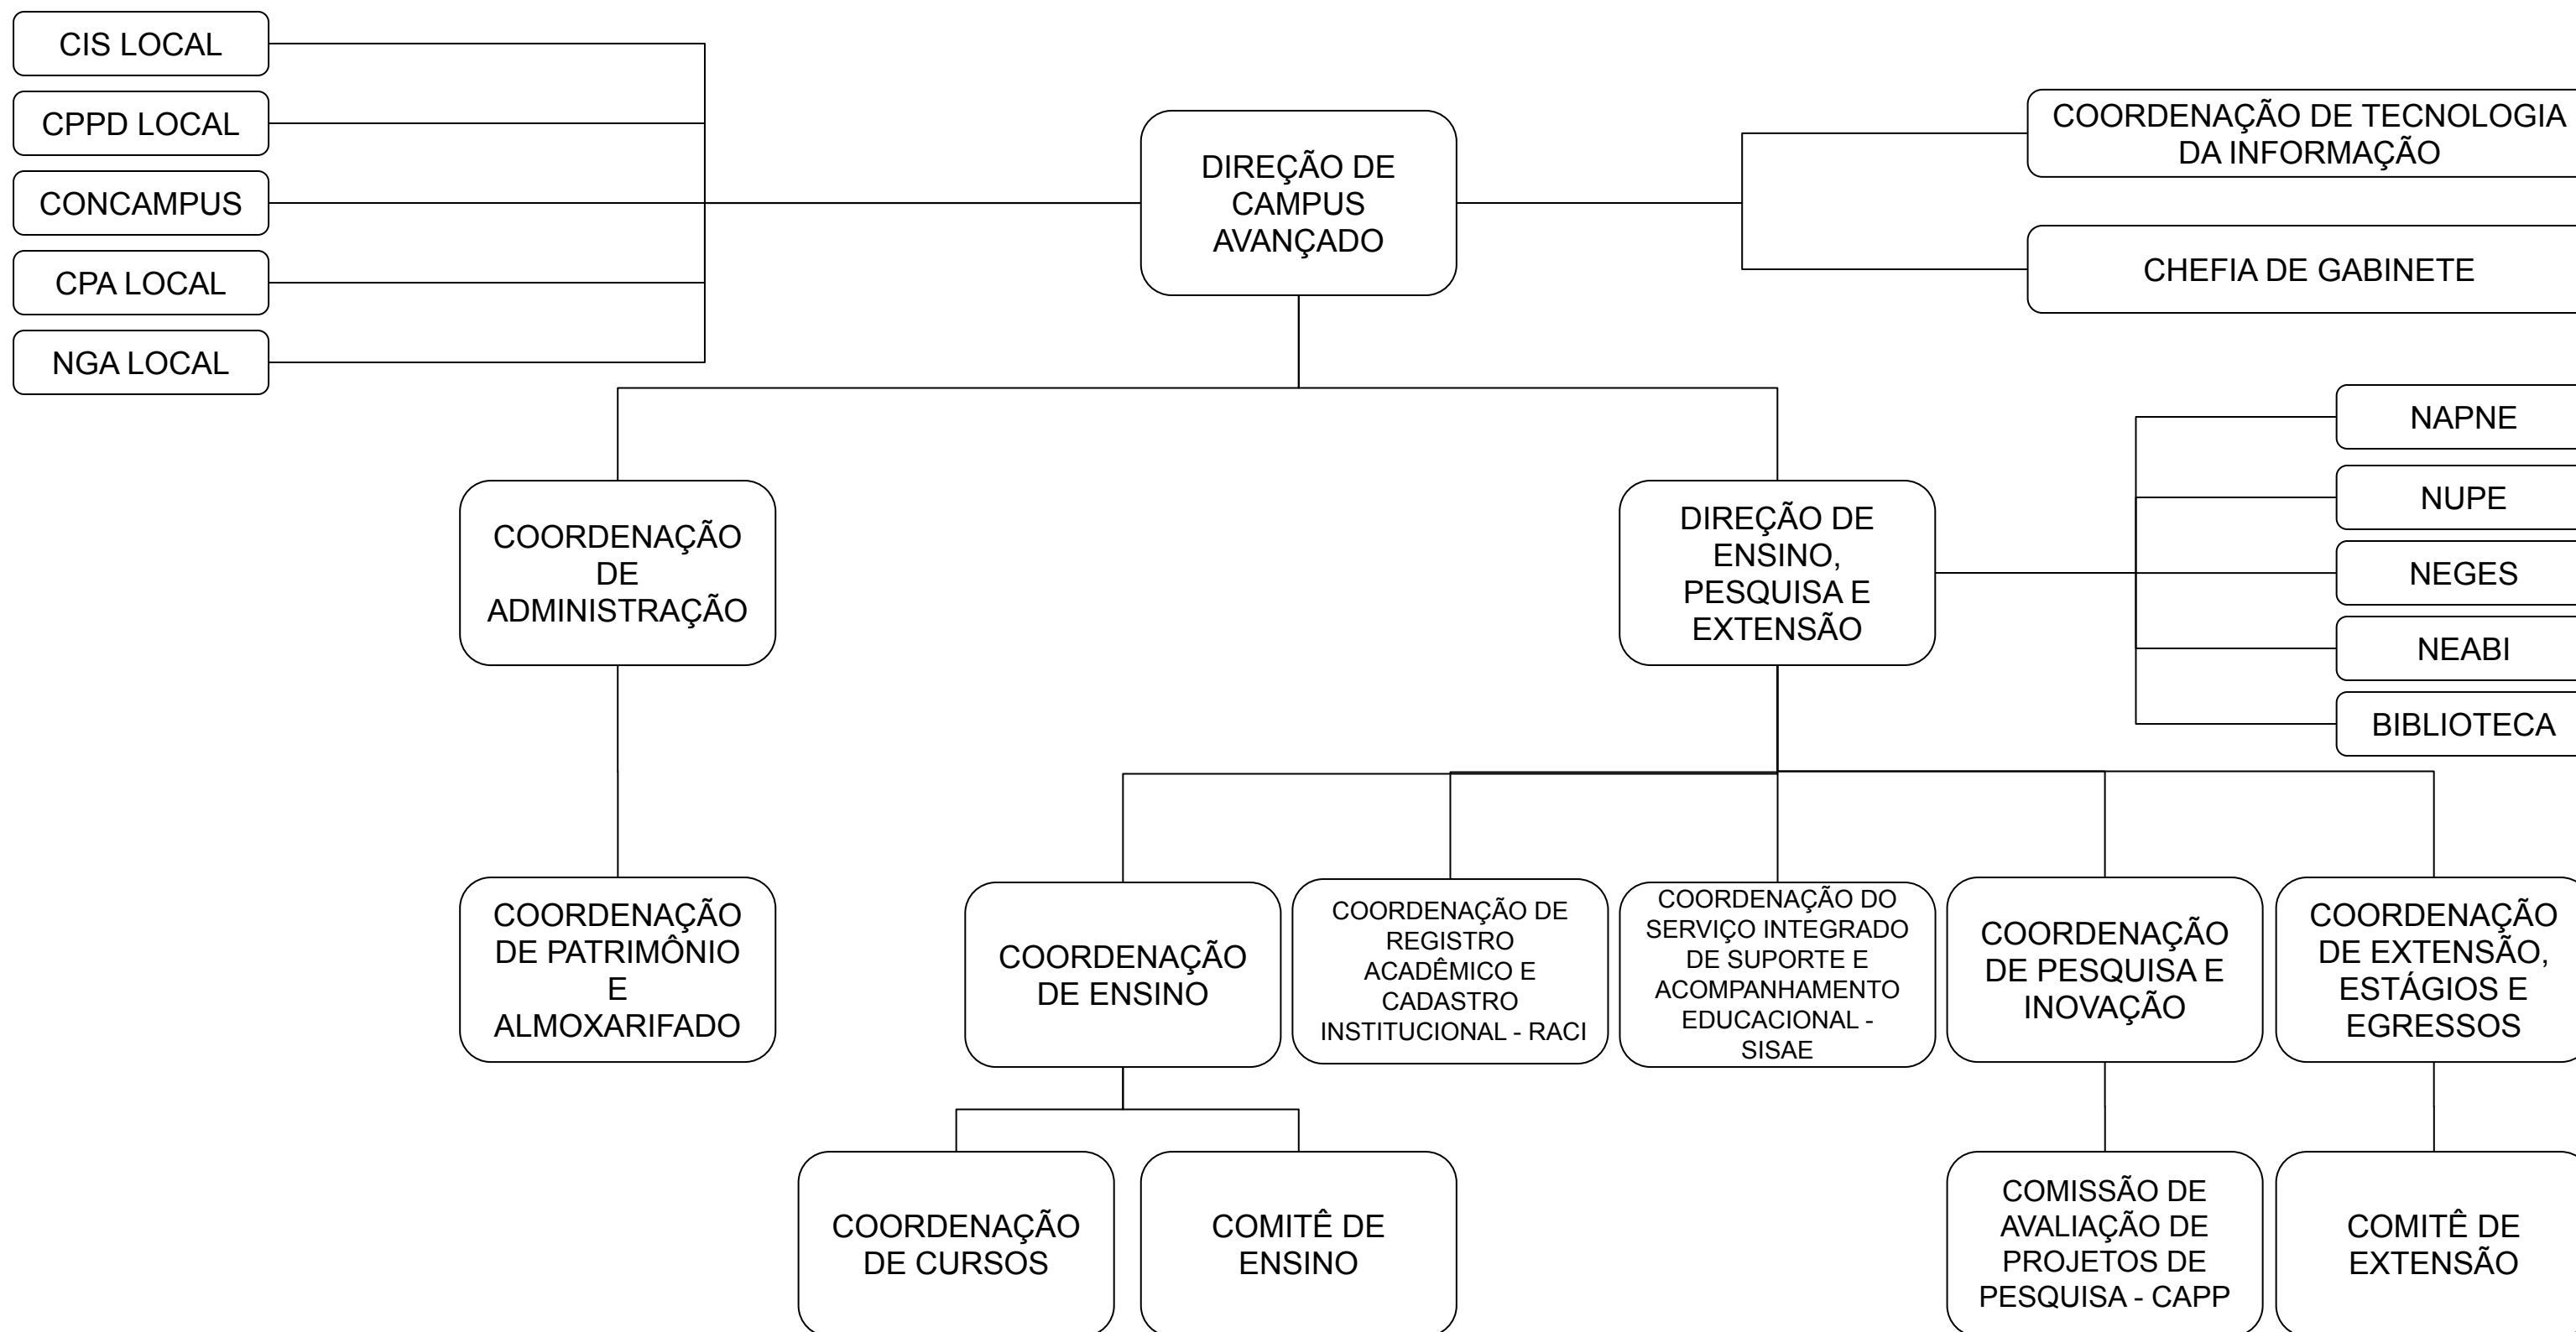 CIS LOCAL
CPPD LOCAL
CONCAMPUS
CPA LOCAL
NGA LOCAL
DIREÇÃO DE
CAMPUS
AVANÇADO
COORDENAÇÃO DE TECNOLOGIA
DA INFORMAÇÃO
CHEFIA DE GABINETE
COORDENAÇÃO
DE
ADMINISTRAÇÃO
DIREÇÃO DE
ENSINO,
PESQUISA E
EXTENSÃO
NAPNE
NUPE
NEGES
NEABI
BIBLIOTECA
COORDENAÇÃO
DE PATRIMÔNIO
E
ALMOXARIFADO
COORDENAÇÃO
DE ENSINO
COORDENAÇÃO DE
REGISTRO
ACADÊMICO E
CADASTRO
INSTITUCIONAL - RACI
COORDENAÇÃO DO
SERVIÇO INTEGRADO
DE SUPORTE E
ACOMPANHAMENTO
EDUCACIONAL -
SISAE
COORDENAÇÃO
DE PESQUISA E
INOVAÇÃO
COORDENAÇÃO
DE EXTENSÃO,
ESTÁGIOS E
EGRESSOS
COORDENAÇÃO
DE CURSOS
COMITÊ DE
ENSINO
COMISSÃO DE
AVALIAÇÃO DE
PROJETOS DE
PESQUISA - CAPP
COMITÊ DE
EXTENSÃO